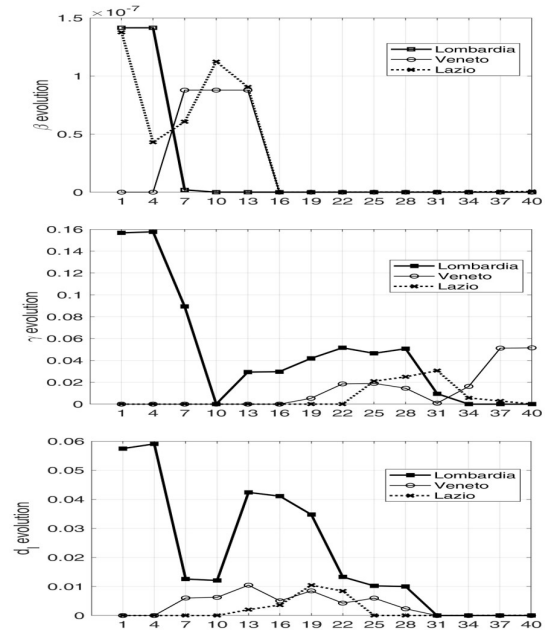 1.5 ×10⁻⁷
1
0.5
0
β evolution
Lombardia
Veneto
Lazio
1 4 7 10 13 16 19 22 25 28 31 34 37 40
0.16
0.14
0.12
0.1
0.08
0.06
0.04
0.02
0
γ evolution
Lombardia
Veneto
Lazio
1 4 7 10 13 16 19 22 25 28 31 34 37 40
0.06
0.05
0.04
0.03
0.02
0.01
0
d_I evolution
Lombardia
Veneto
Lazio
1 4 7 10 13 16 19 22 25 28 31 34 37 40